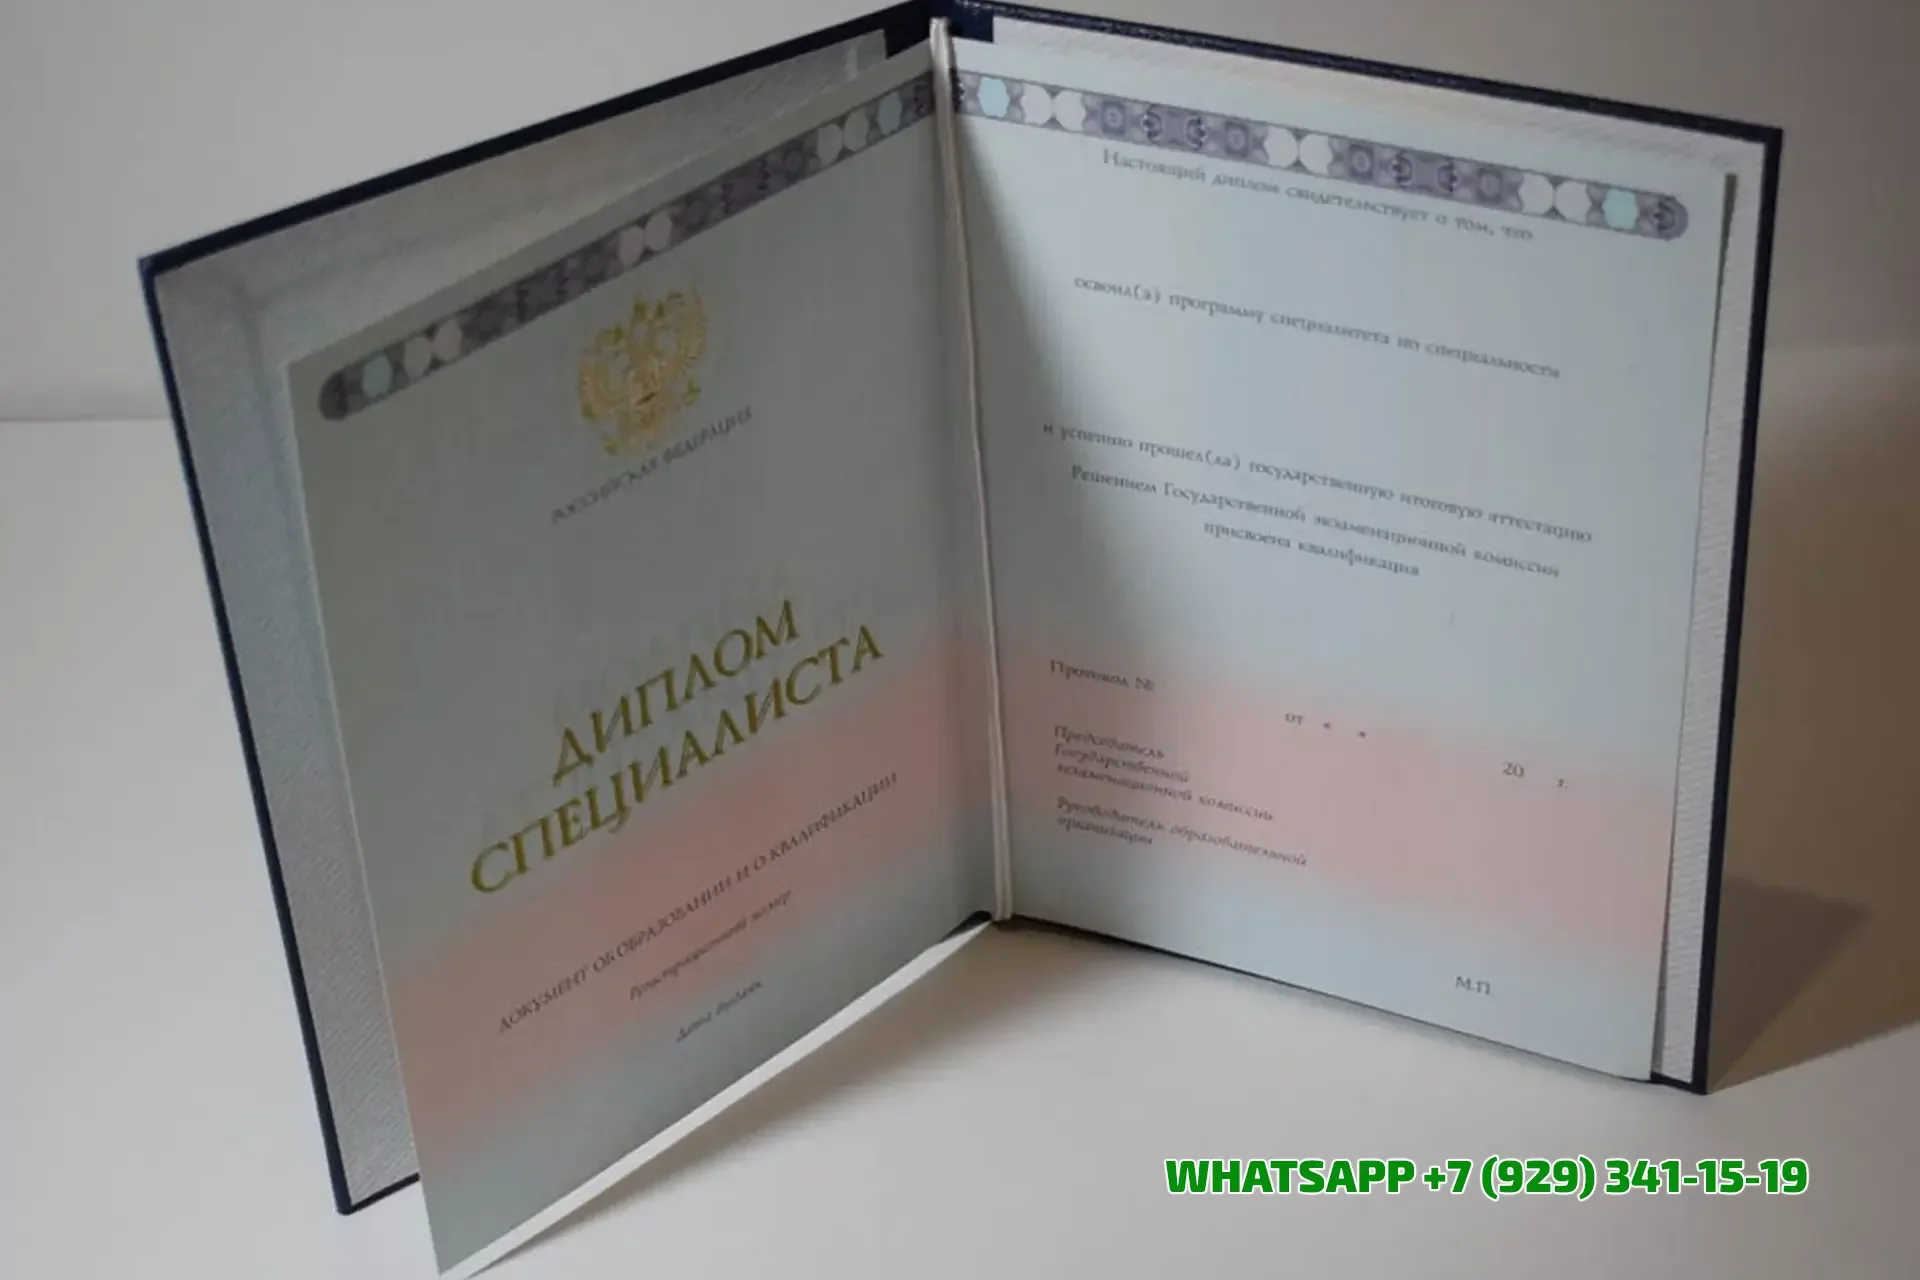 РОССИЙСКАЯ ФЕДЕРАЦИЯ
ДИПЛОМ
СПЕЦИАЛИСТА
ДОКУМЕНТ ОБ ОБРАЗОВАНИИ И О КВАЛИФИКАЦИИ
Регистрационный номер
Дата выдачи
Настоящий диплом свидетельствует о том, что
освоил(а) программу специалитета по специальности
и успешно прошел(ла) государственную итоговую аттестацию
Решением Государственной экзаменационной комиссии
присвоена квалификация
Протокол №
от « »
20 г.
Председатель
Государственной
экзаменационной комиссии
Руководитель образовательной
организации
М.П.
WHATSAPP +7 (929) 341-15-19